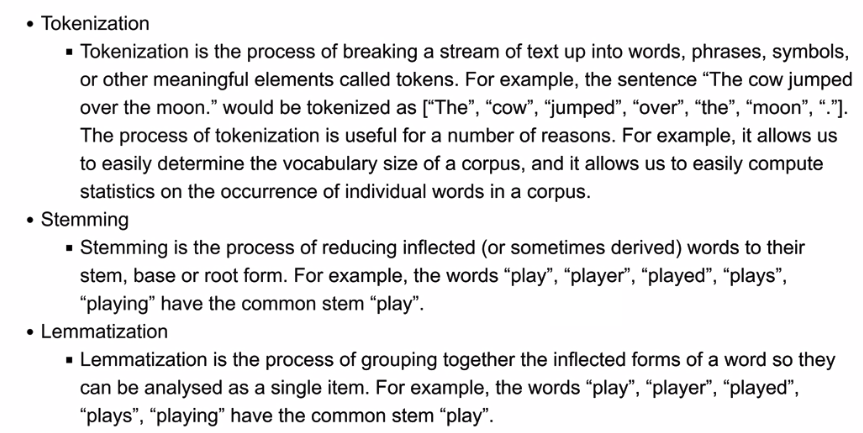 • Tokenization
▪ Tokenization is the process of breaking a stream of text up into words, phrases, symbols,
or other meaningful elements called tokens. For example, the sentence “The cow jumped
over the moon.” would be tokenized as [“The”, “cow”, “jumped”, “over”, “the”, “moon”, “.”].
The process of tokenization is useful for a number of reasons. For example, it allows us
to easily determine the vocabulary size of a corpus, and it allows us to easily compute
statistics on the occurrence of individual words in a corpus.
• Stemming
▪ Stemming is the process of reducing inflected (or sometimes derived) words to their
stem, base or root form. For example, the words “play”, “player”, “played”, “plays”,
“playing” have the common stem “play”.
• Lemmatization
▪ Lemmatization is the process of grouping together the inflected forms of a word so they
can be analysed as a single item. For example, the words “play”, “player”, “played”,
“plays”, “playing” have the common stem “play”.